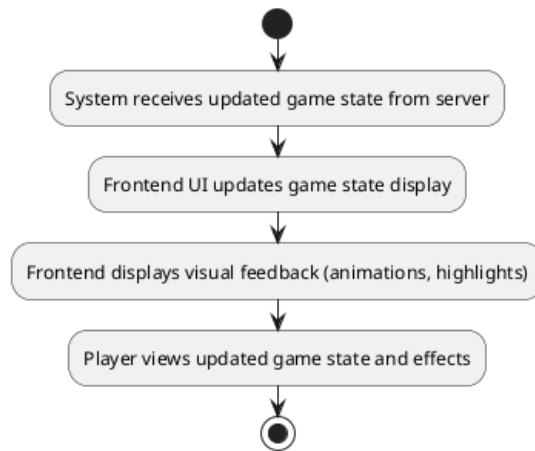 System receives updated game state from server
Frontend UI updates game state display
Frontend displays visual feedback (animations, highlights)
Player views updated game state and effects